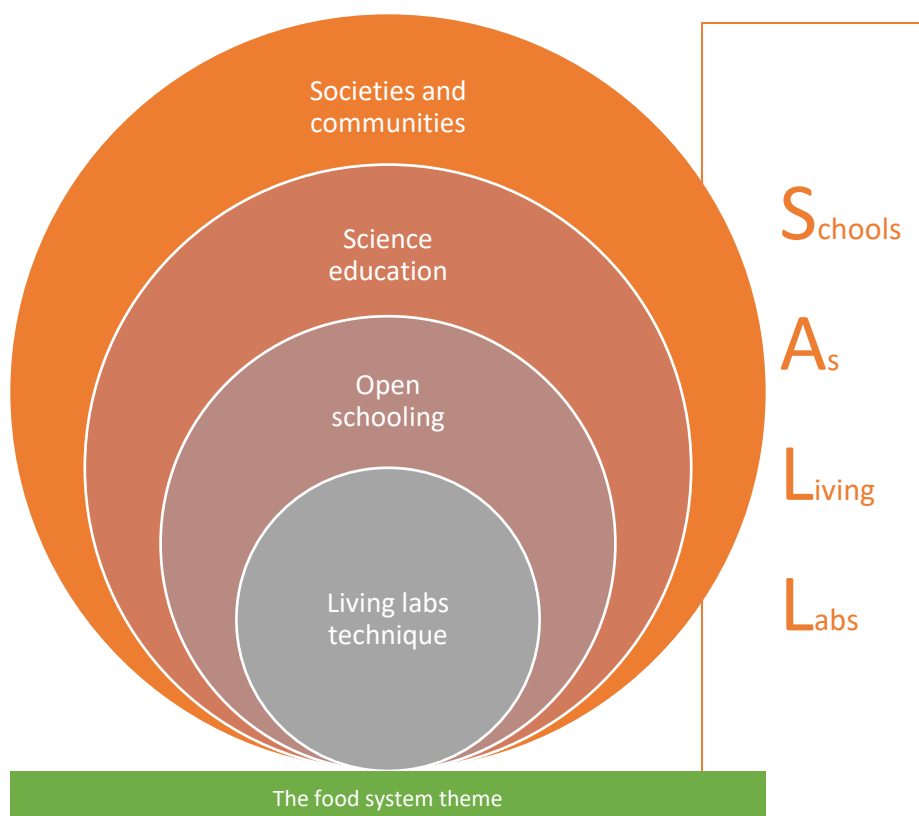 Societies and
communities
Science
education
Open
schooling
Living labs
technique
The food system theme
Schools
As
Living
Labs